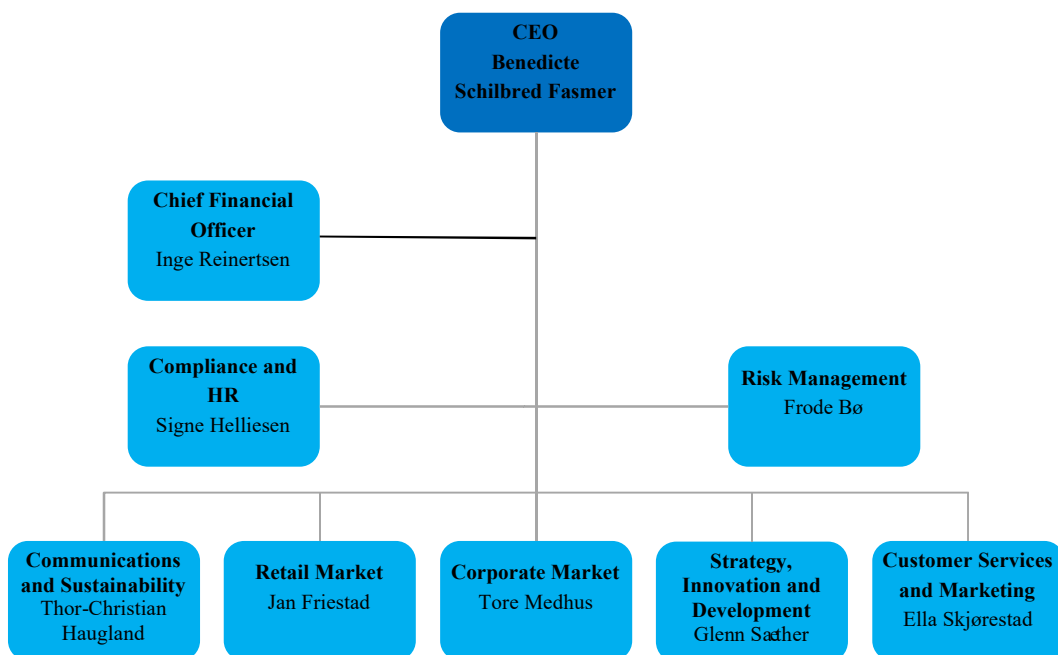 CEO
Benedicte
Schilbred Fasmer
Chief Financial
Officer
Inge Reinertsen
Compliance and
HR
Signe Helliesen
Risk Management
Frode Bø
Communications
and Sustainability
Thor-Christian
Haugland
Retail Market
Jan Friestad
Corporate Market
Tore Medhus
Strategy,
Innovation and
Development
Glenn Sæther
Customer Services
and Marketing
Ella Skjørestad